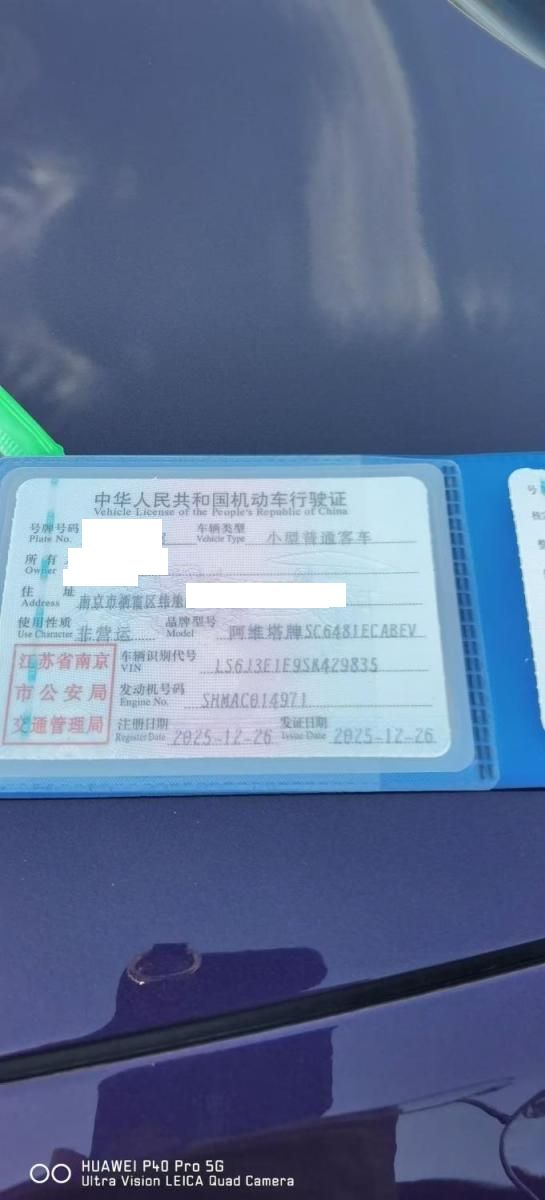 中华人民共和国机动车行驶证
Vehicle License of the People's Republic of China
号牌号码 车辆类型 小型普通客车
Plate No. Vehicle Type
所有
Owner
住 址 南京市栖霞区纬地
Address
使用性质 非营运 品牌型号 阿维塔牌SC6481ECABEV
Use Character Model
江苏省南京
市公安局
交通管理局
车辆识别代号 LS6J3E1E9SK429835
VIN
发动机号码 SHMAC014971
Engine No.
注册日期 2025-12-26 发证日期 2025-12-26
Register Date Issue Date
号
HUAWEI P40 Pro 5G
Ultra Vision LEICA Quad Camera